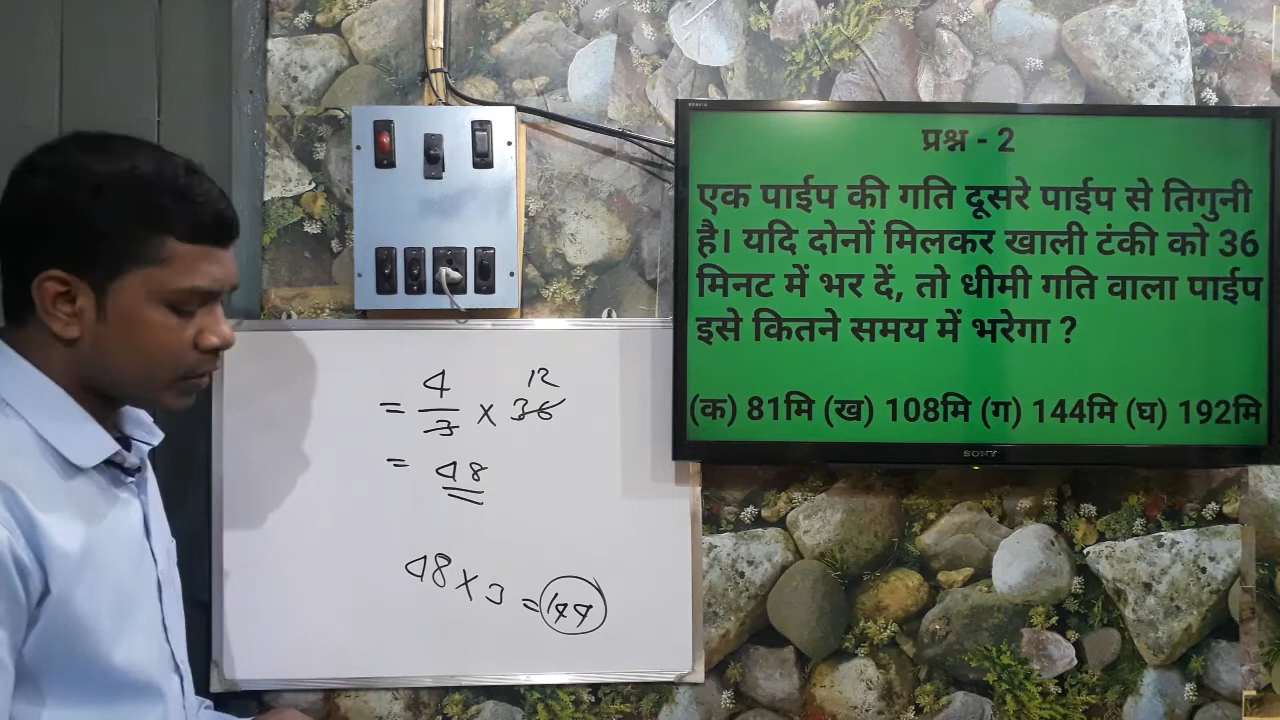 प्रश्न - 2
एक पाईप की गति दूसरे पाईप से तिगुनी
है। यदि दोनों मिलकर खाली टंकी को 36
मिनट में भर दें, तो धीमी गति वाला पाईप
इसे कितने समय में भरेगा ?
(क) 81मि (ख) 108मि (ग) 144मि (घ) 192मि
SONY
12
= 4/3 × 36
= 48
48 × 3 = 144